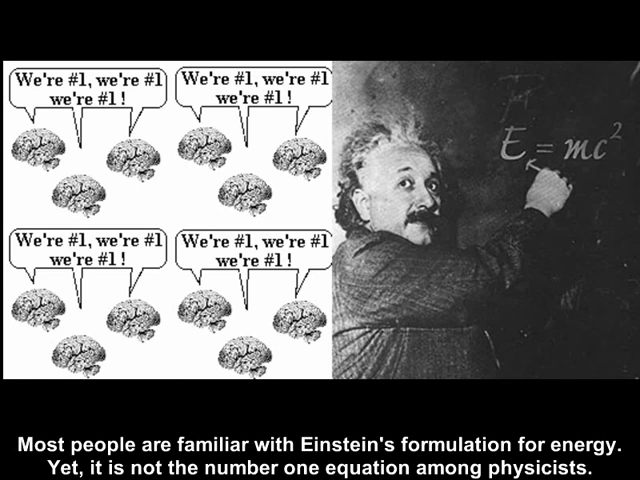 We're #1, we're #1
we're #1 !
We're #1, we're #1
we're #1 !
We're #1, we're #1
we're #1 !
We're #1, we're #1
we're #1 !
E = mc²
Most people are familiar with Einstein's formulation for energy.
Yet, it is not the number one equation among physicists.